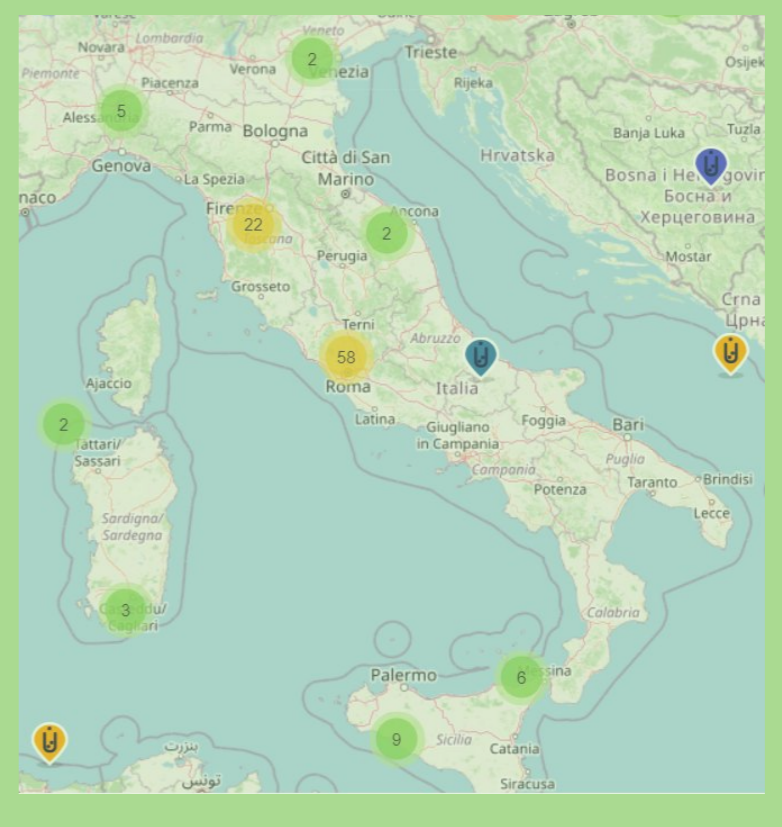 Varese
Lombardia
Veneto
Novara
2
Trieste
Verona
Venezia
Osijek
Piemonte
Piacenza
Rijeka
5
Parma
Bologna
Banja Luka
Tuzla
Genova
Città di San
Marino
Hrvatska
La Spezia
Bosna i Hercegovina
Босна и
Херцеговина
naco
Firenze
22
Toscana
Ancona
2
Perugia
Mostar
Grosseto
Crna
Црна
Terni
Abruzzo
58
Roma
Italia
Ajaccio
Latina
Foggia
Bari
2
Tattari/
Sassari
Giugliano
in Campania
Campania
Puglia
Potenza
Taranto
Brindisi
Lecce
Sardigna/
Sardegna
3
Casteddu/
Cagliari
Calabria
Palermo
6
Messina
9
Sicilia
Catania
بنزرت
تونس
Siracusa